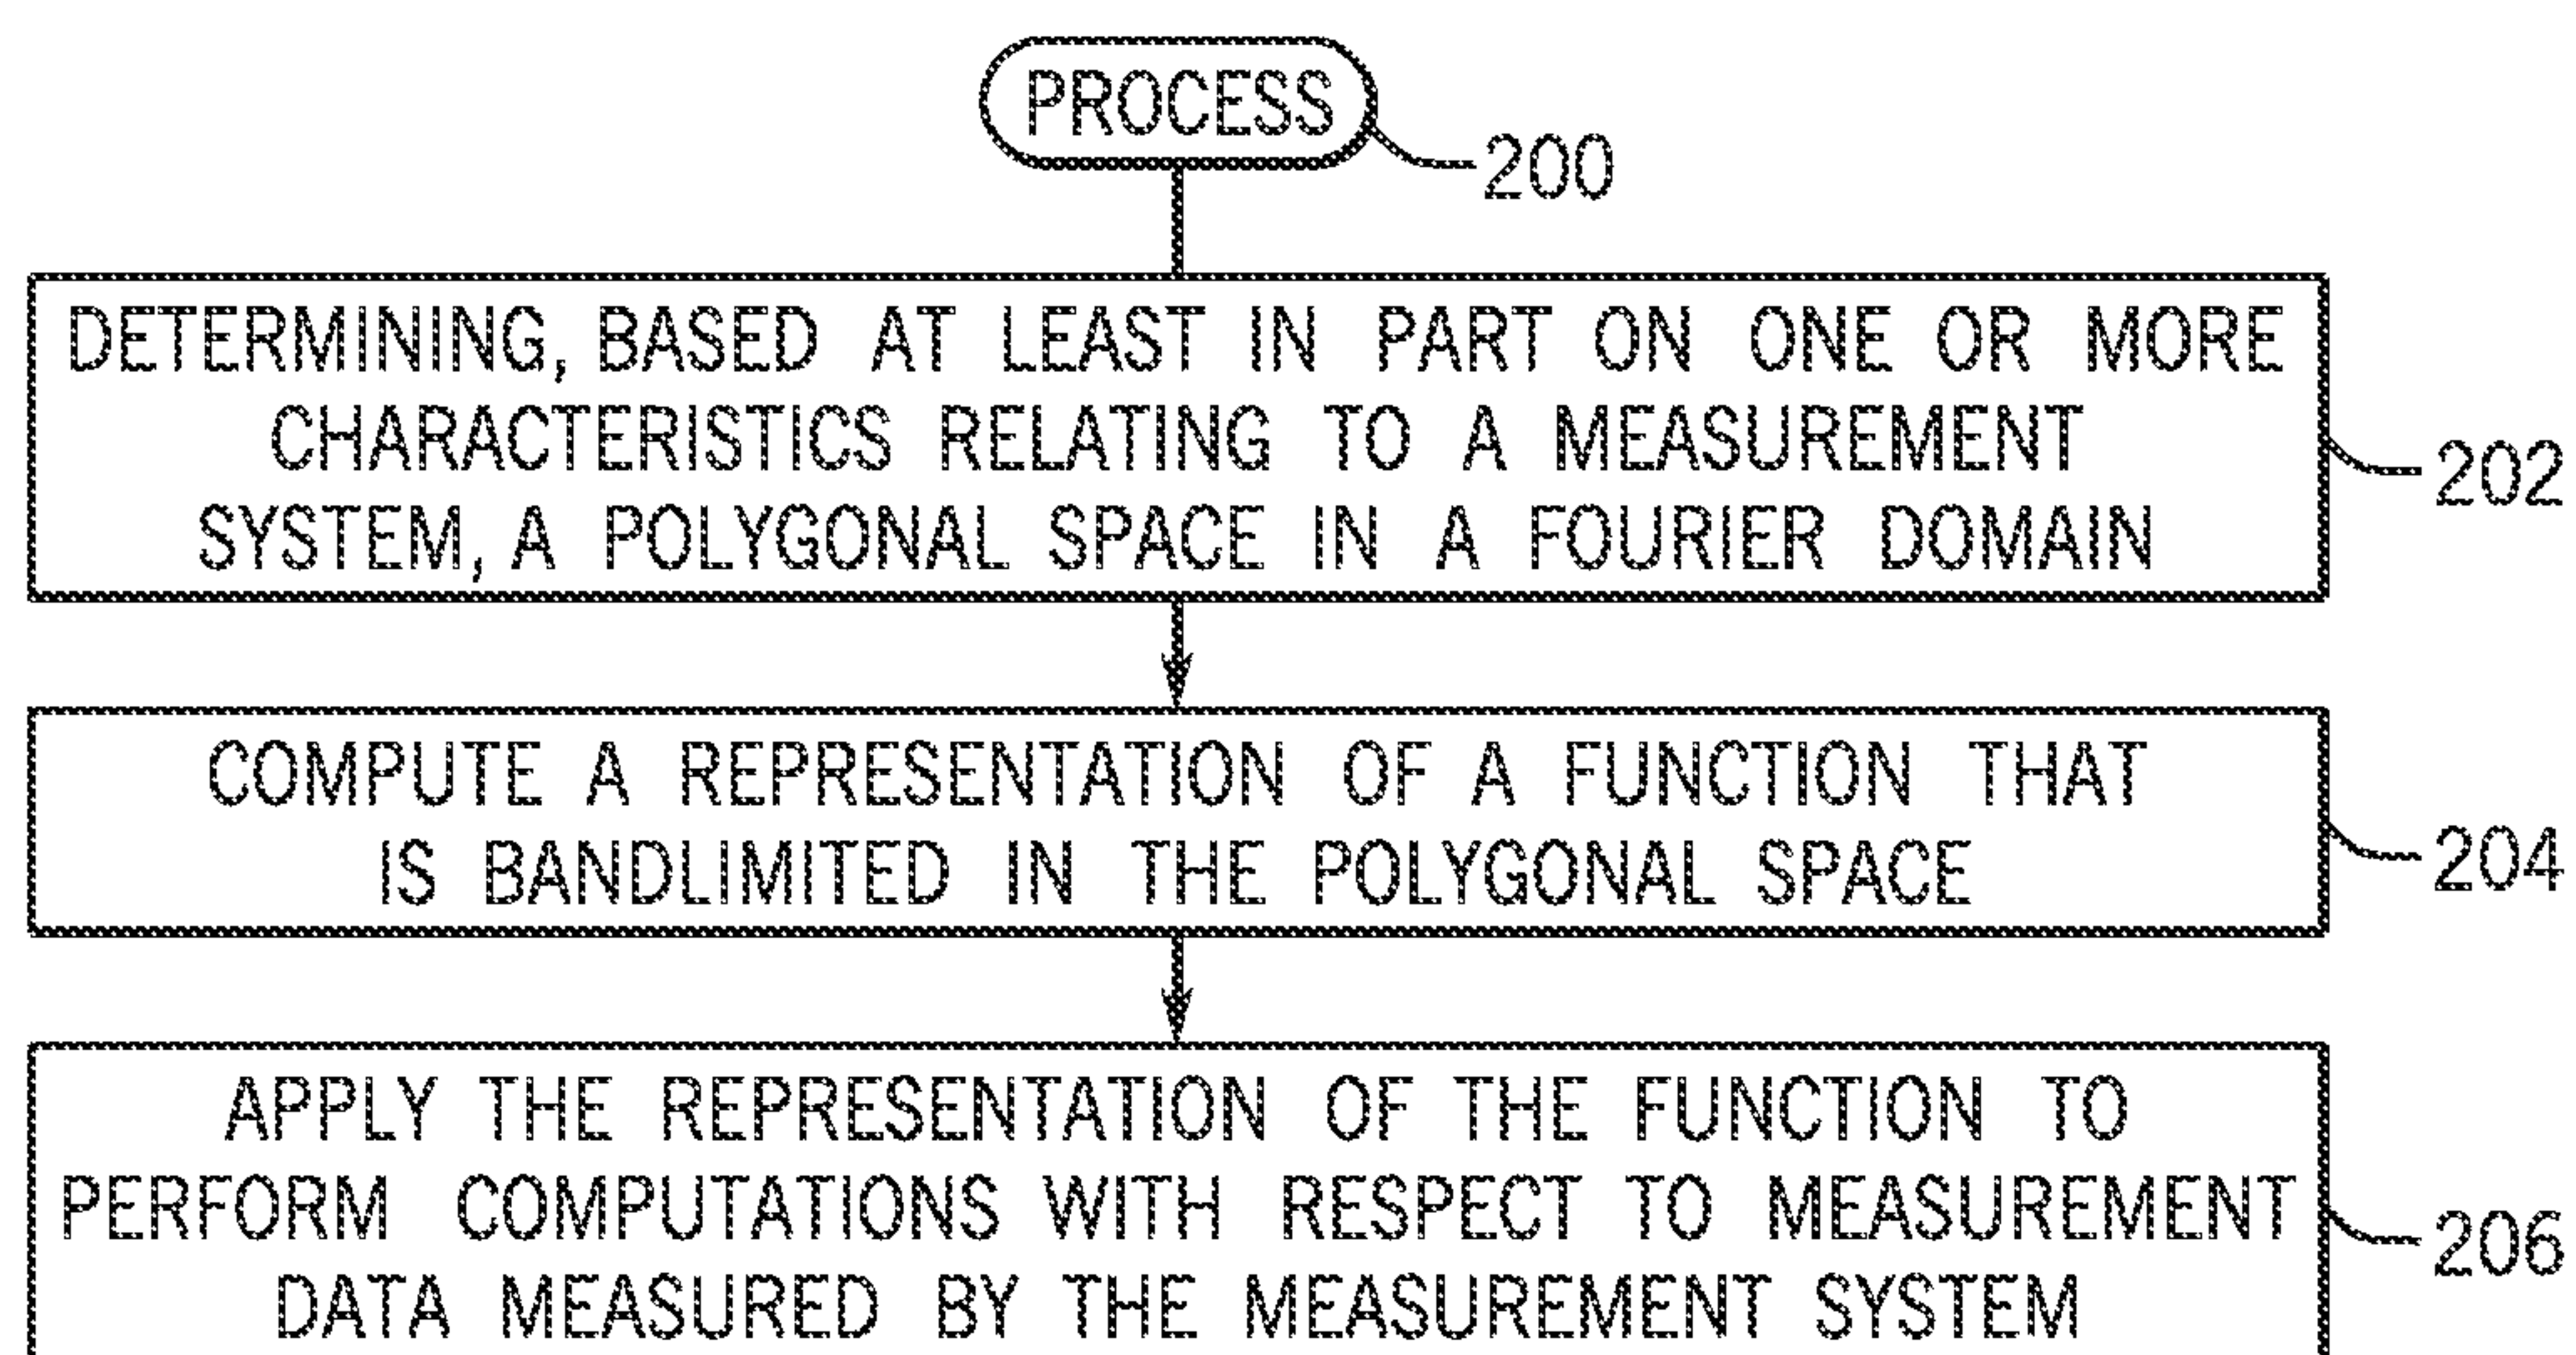 PROCESS
200
DETERMINING, BASED AT LEAST IN PART ON ONE OR MORE
CHARACTERISTICS RELATING TO A MEASUREMENT
SYSTEM, A POLYGONAL SPACE IN A FOURIER DOMAIN
202
COMPUTE A REPRESENTATION OF A FUNCTION THAT
IS BANDLIMITED IN THE POLYGONAL SPACE
204
APPLY THE REPRESENTATION OF THE FUNCTION TO
PERFORM COMPUTATIONS WITH RESPECT TO MEASUREMENT
DATA MEASURED BY THE MEASUREMENT SYSTEM
206